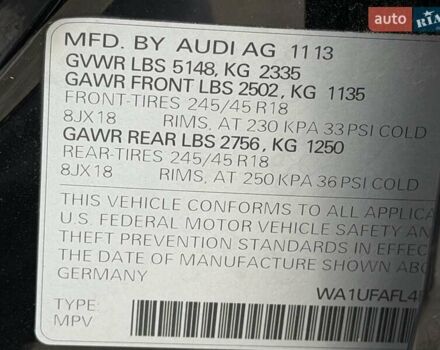 auto RIA
MFD. BY AUDI AG 11 13
GVWR LBS 5148, KG 2335
GAWR FRONT LBS 2502, KG 1135
FRONT-TIRES 245/45 R18
8JX18 RIMS, AT 230 KPA 33 PSI COLD
GAWR REAR LBS 2756, KG 1250
REAR-TIRES 245/45 R18
8JX18 RIMS, AT 250 KPA 36 PSI COLD
THIS VEHICLE CONFORMS TO ALL
U.S. FEDERAL MOTOR VEHICLE SAFETY AN
THEFT PREVENTION STANDARDS IN EFFEC
THE DATE OF MANUFACTURE SHOWN
GERMANY
WA1UFAFL4
TYPE:
MPV